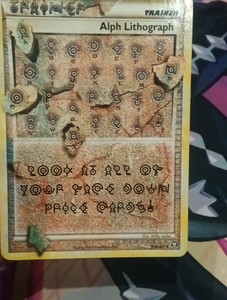 TRAINER
Alph Lithograph
LOOK AT ALL OF
YOUR FACE DOWN
PRIZE CARDS!